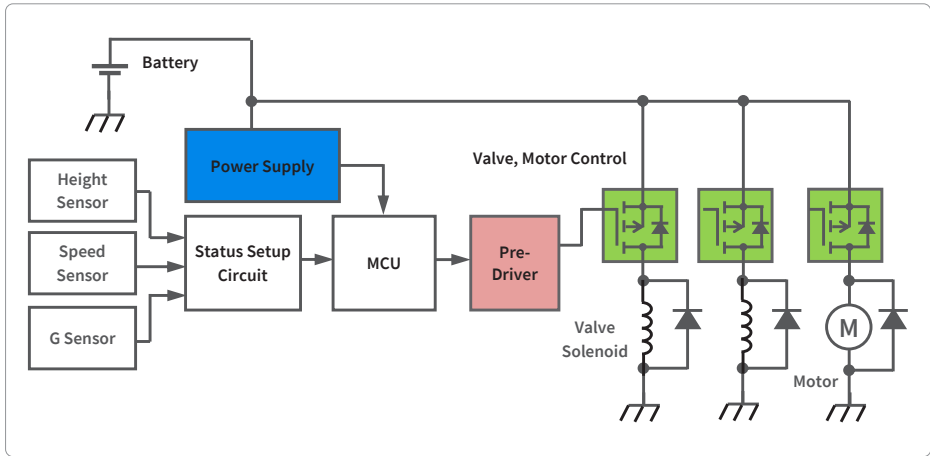 Battery
Power Supply
Valve, Motor Control
Height
Sensor
Speed
Sensor
G Sensor
Status Setup
Circuit
MCU
Pre-
Driver
Valve
Solenoid
M
Motor